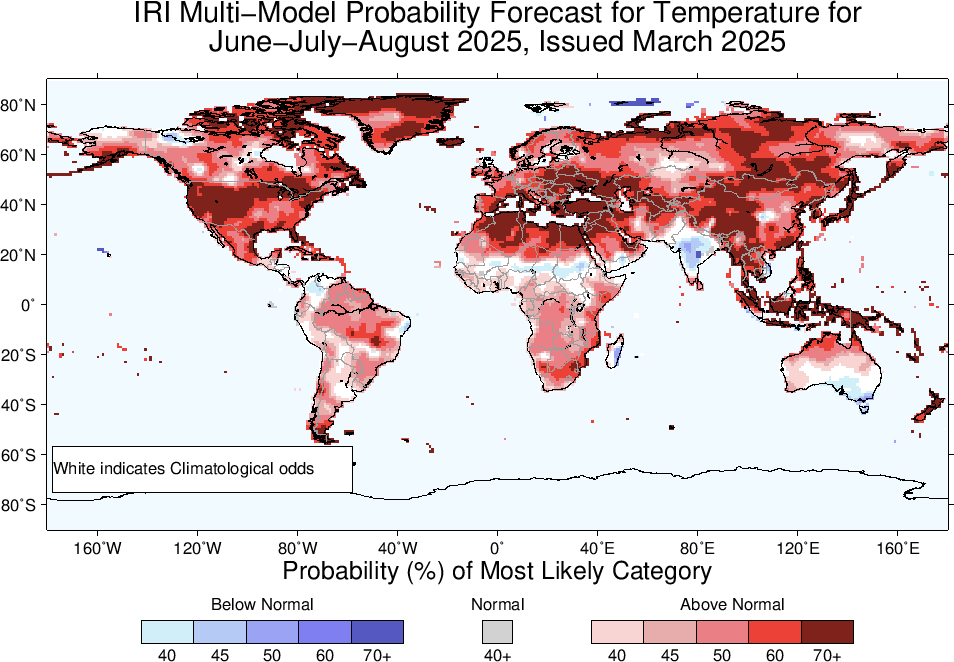 IRI Multi−Model Probability Forecast for Temperature for
June−July−August 2025, Issued March 2025
80˚N
60˚N
40˚N
20˚N
0˚
20˚S
40˚S
60˚S
80˚S
White indicates Climatological odds
160˚W 120˚W 80˚W 40˚W 0˚ 40˚E 80˚E 120˚E 160˚E
Probability (%) of Most Likely Category
Below Normal Normal Above Normal
40 45 50 60 70+ 40+ 40 45 50 60 70+